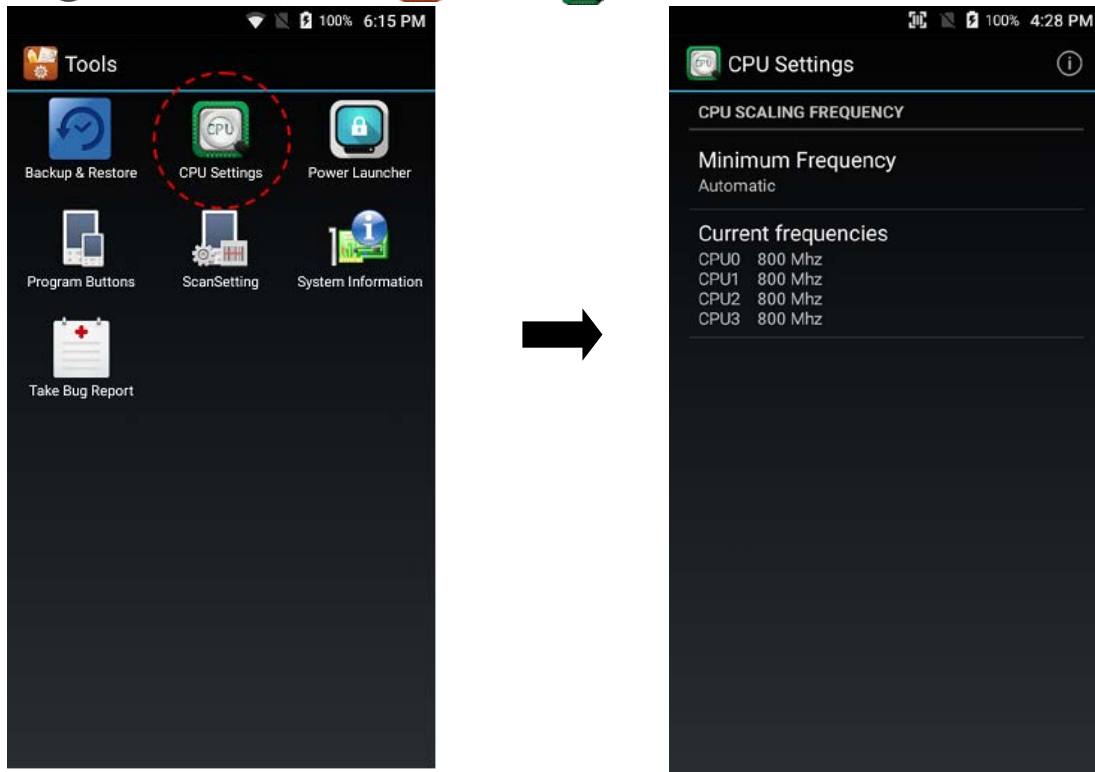 100% 6:15 PM
Tools
CPU
Backup & Restore
CPU Settings
Power Launcher
Program Buttons
ScanSetting
System Information
Take Bug Report
100% 4:28 PM
CPU
CPU Settings
CPU SCALING FREQUENCY
Minimum Frequency
Automatic
Current frequencies
CPU0 800 Mhz
CPU1 800 Mhz
CPU2 800 Mhz
CPU3 800 Mhz